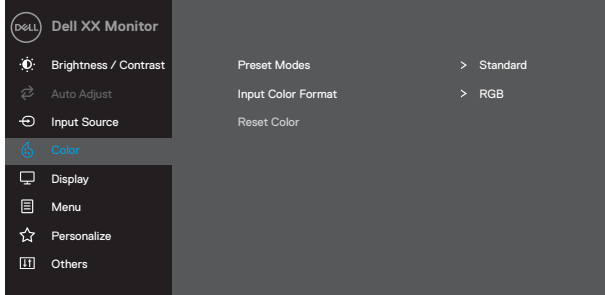 DELL
Dell XX Monitor
Brightness / Contrast
Preset Modes > Standard
Auto Adjust
Input Color Format > RGB
Input Source
Reset Color
Color
Display
Menu
Personalize
Others